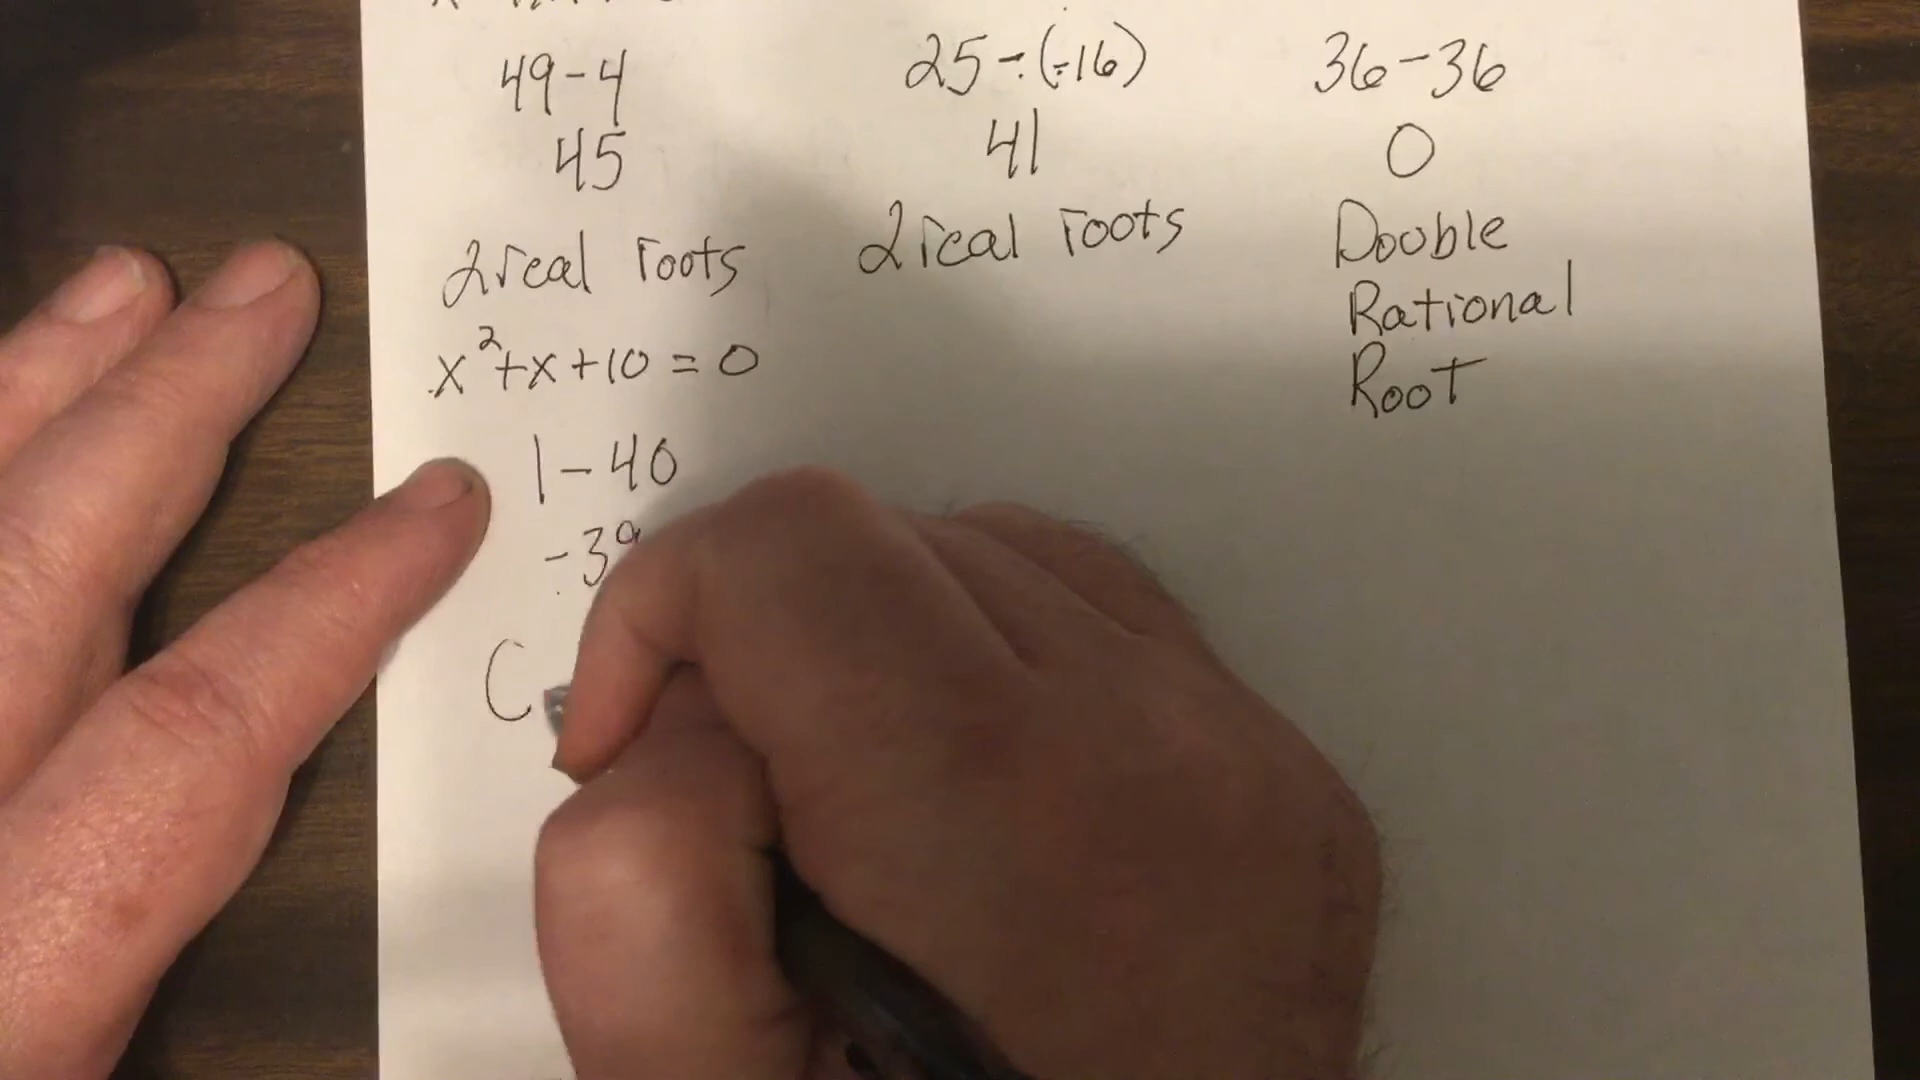 49-4
45
2 real roots
x²+x+10=0
1-40
-39
C
25-(-16)
41
2 real roots
36-36
0
Double
Rational
Root